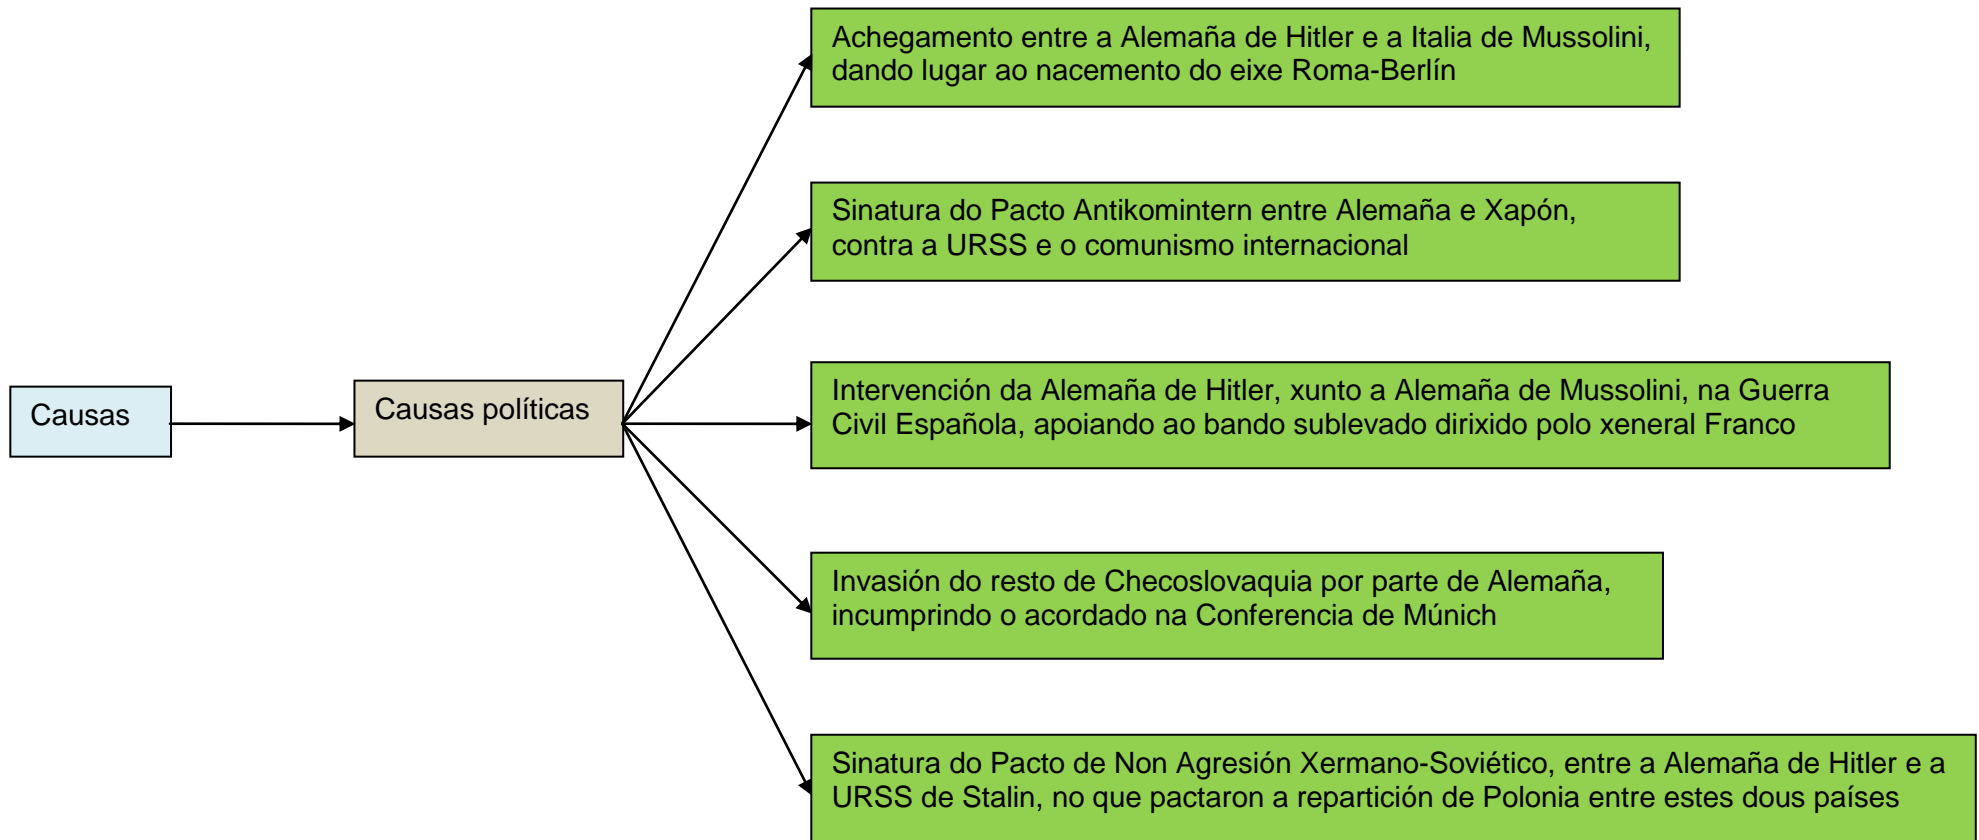 Causas
Causas políticas
Achegamento entre a Alemaña de Hitler e a Italia de Mussolini,
dando lugar ao nacemento do eixe Roma-Berlín
Sinatura do Pacto Antikomintern entre Alemaña e Xapón,
contra a URSS e o comunismo internacional
Intervención da Alemaña de Hitler, xunto a Alemaña de Mussolini, na Guerra
Civil Española, apoiando ao bando sublevado dirixido polo xeneral Franco
Invasión do resto de Checoslovaquia por parte de Alemaña,
incumprindo o acordado na Conferencia de Múnich
Sinatura do Pacto de Non Agresión Xermano-Soviético, entre a Alemaña de Hitler e a
URSS de Stalin, no que pactaron a repartición de Polonia entre estes dous países